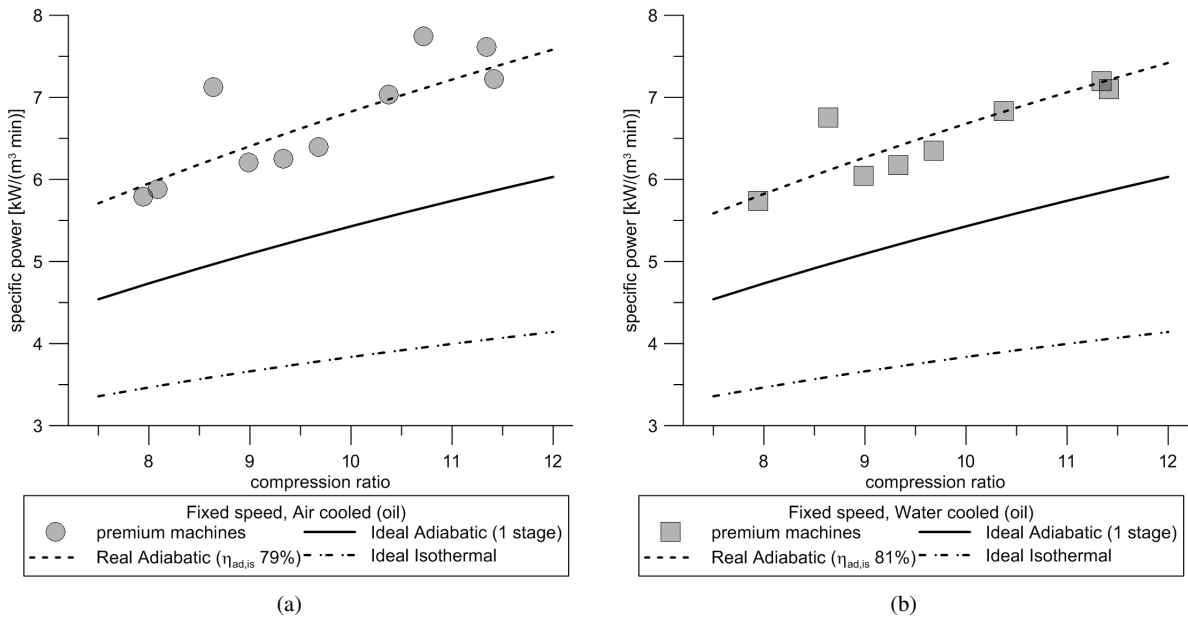 8
7
6
5
4
3
specific power [kW/(m³ min)]
8 9 10 11 12
compression ratio
Fixed speed, Air cooled (oil)
premium machines Ideal Adiabatic (1 stage)
Real Adiabatic (ηad,is 79%) Ideal Isothermal
(a)
8
7
6
5
4
3
specific power [kW/(m³ min)]
8 9 10 11 12
compression ratio
Fixed speed, Water cooled (oil)
premium machines Ideal Adiabatic (1 stage)
Real Adiabatic (ηad,is 81%) Ideal Isothermal
(b)